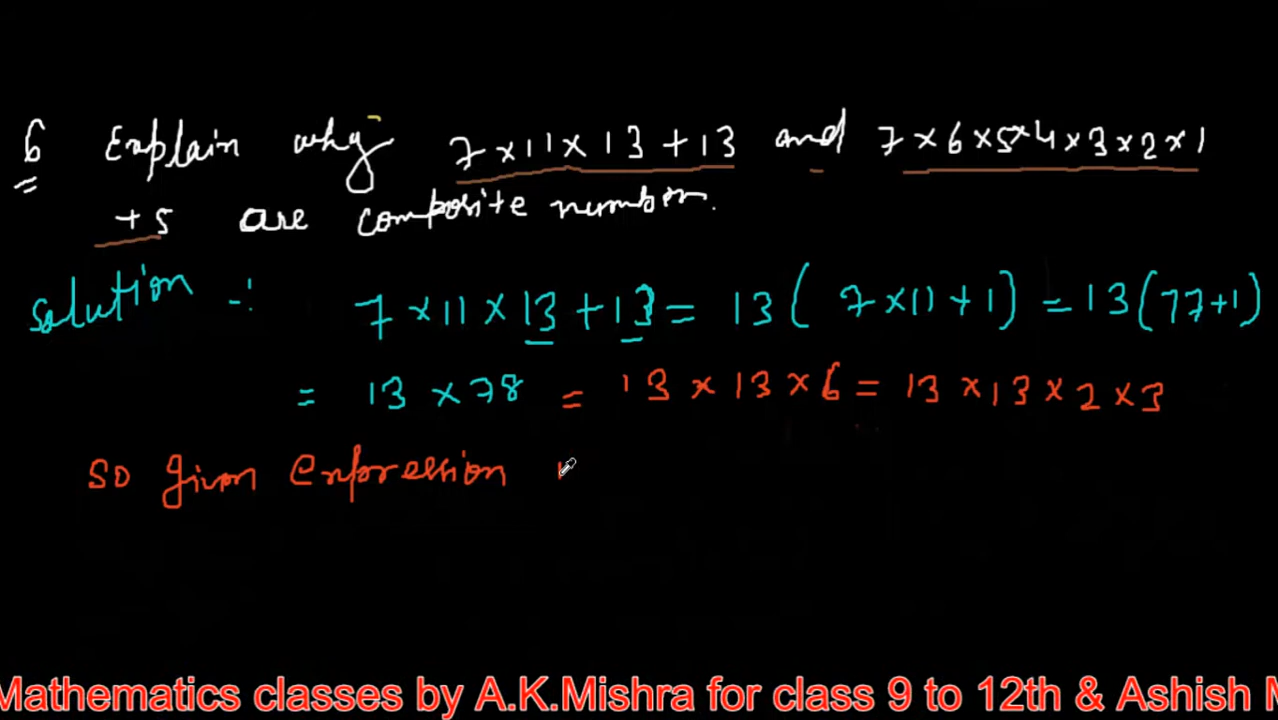 6 Explain why 7×11×13+13 and 7×6×5×4×3×2×1
+5 are composite number.
Solution :- 7×11×13+13 = 13(7×11+1) = 13(77+1)
= 13×78 = 13×13×6 = 13×13×2×3
So given expression
Mathematics classes by A.K.Mishra for class 9 to 12th & Ashish